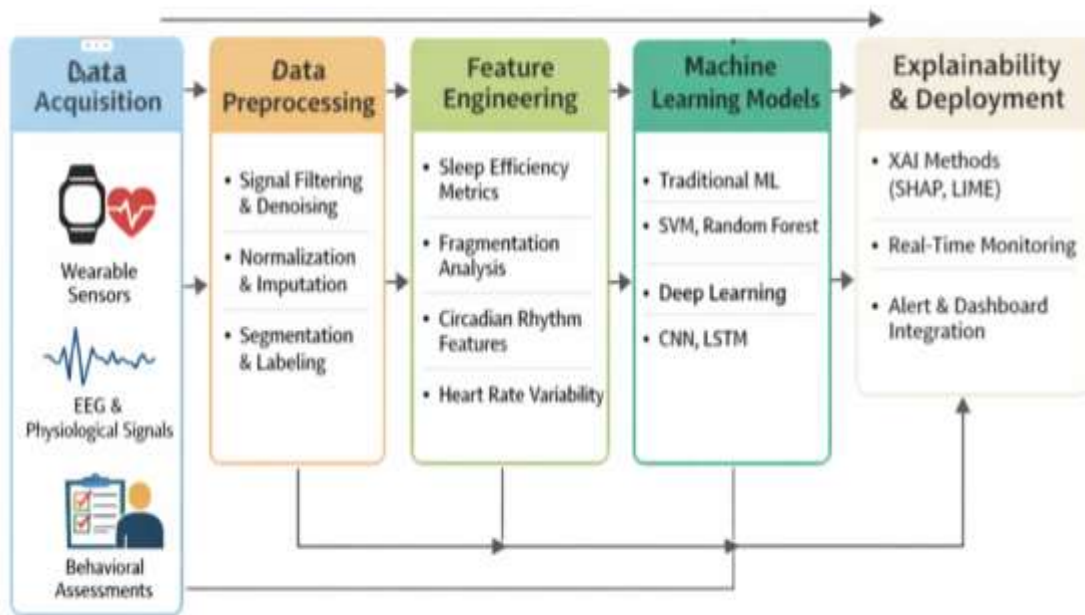 Data
Acquisition
Wearable
Sensors
EEG &
Physiological Signals
Behavioral
Assessments
Data
Preprocessing
• Signal Filtering
& Denoising
• Normalization
& Imputation
• Segmentation
& Labeling
Feature
Engineering
• Sleep Efficiency
Metrics
• Fragmentation
Analysis
• Circadian Rhythm
Features
• Heart Rate Variability
Machine
Learning Models
• Traditional ML
• SVM, Random Forest
• Deep Learning
• CNN, LSTM
Explainability
& Deployment
• XAI Methods
(SHAP, LIME)
• Real-Time Monitoring
• Alert & Dashboard
Integration